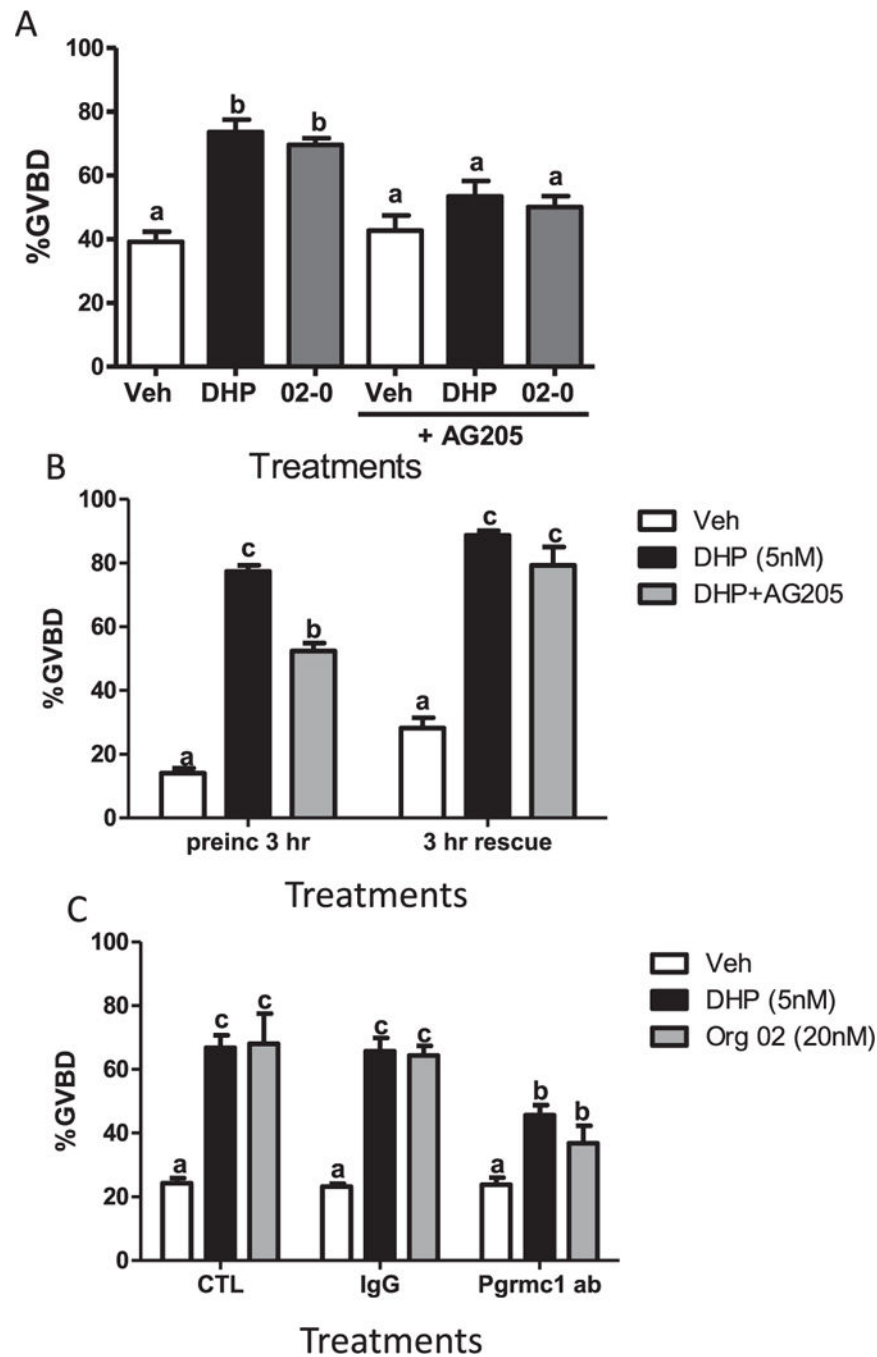 A
100
80
60
40
20
0
%GVBD
a
b
b
a
a
a
Veh DHP 02-0 Veh DHP 02-0
+ AG205
Treatments
B
100
80
60
40
20
0
%GVBD
a
c
b
a
c
c
preinc 3 hr 3 hr rescue
Treatments
Veh
DHP (5nM)
DHP+AG205
C
100
80
60
40
20
0
%GVBD
a
c
c
a
c
c
a
b
b
CTL IgG Pgrmc1 ab
Treatments
Veh
DHP (5nM)
Org 02 (20nM)